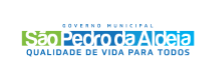 GOVERNO MUNICIPAL
São Pedro da Aldeia
QUALIDADE DE VIDA PARA TODOS